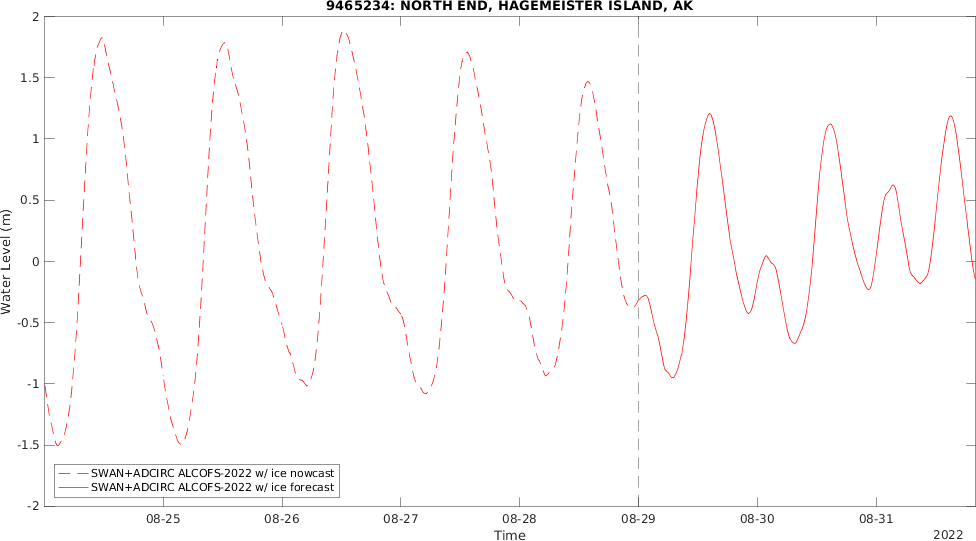 9465234: NORTH END, HAGEMEISTER ISLAND, AK
2
1.5
1
0.5
0
-0.5
-1
-1.5
-2
Water Level (m)
SWAN+ADCIRC ALCOFS-2022 w/ ice nowcast
SWAN+ADCIRC ALCOFS-2022 w/ ice forecast
08-25 08-26 08-27 08-28 08-29 08-30 08-31
Time
2022